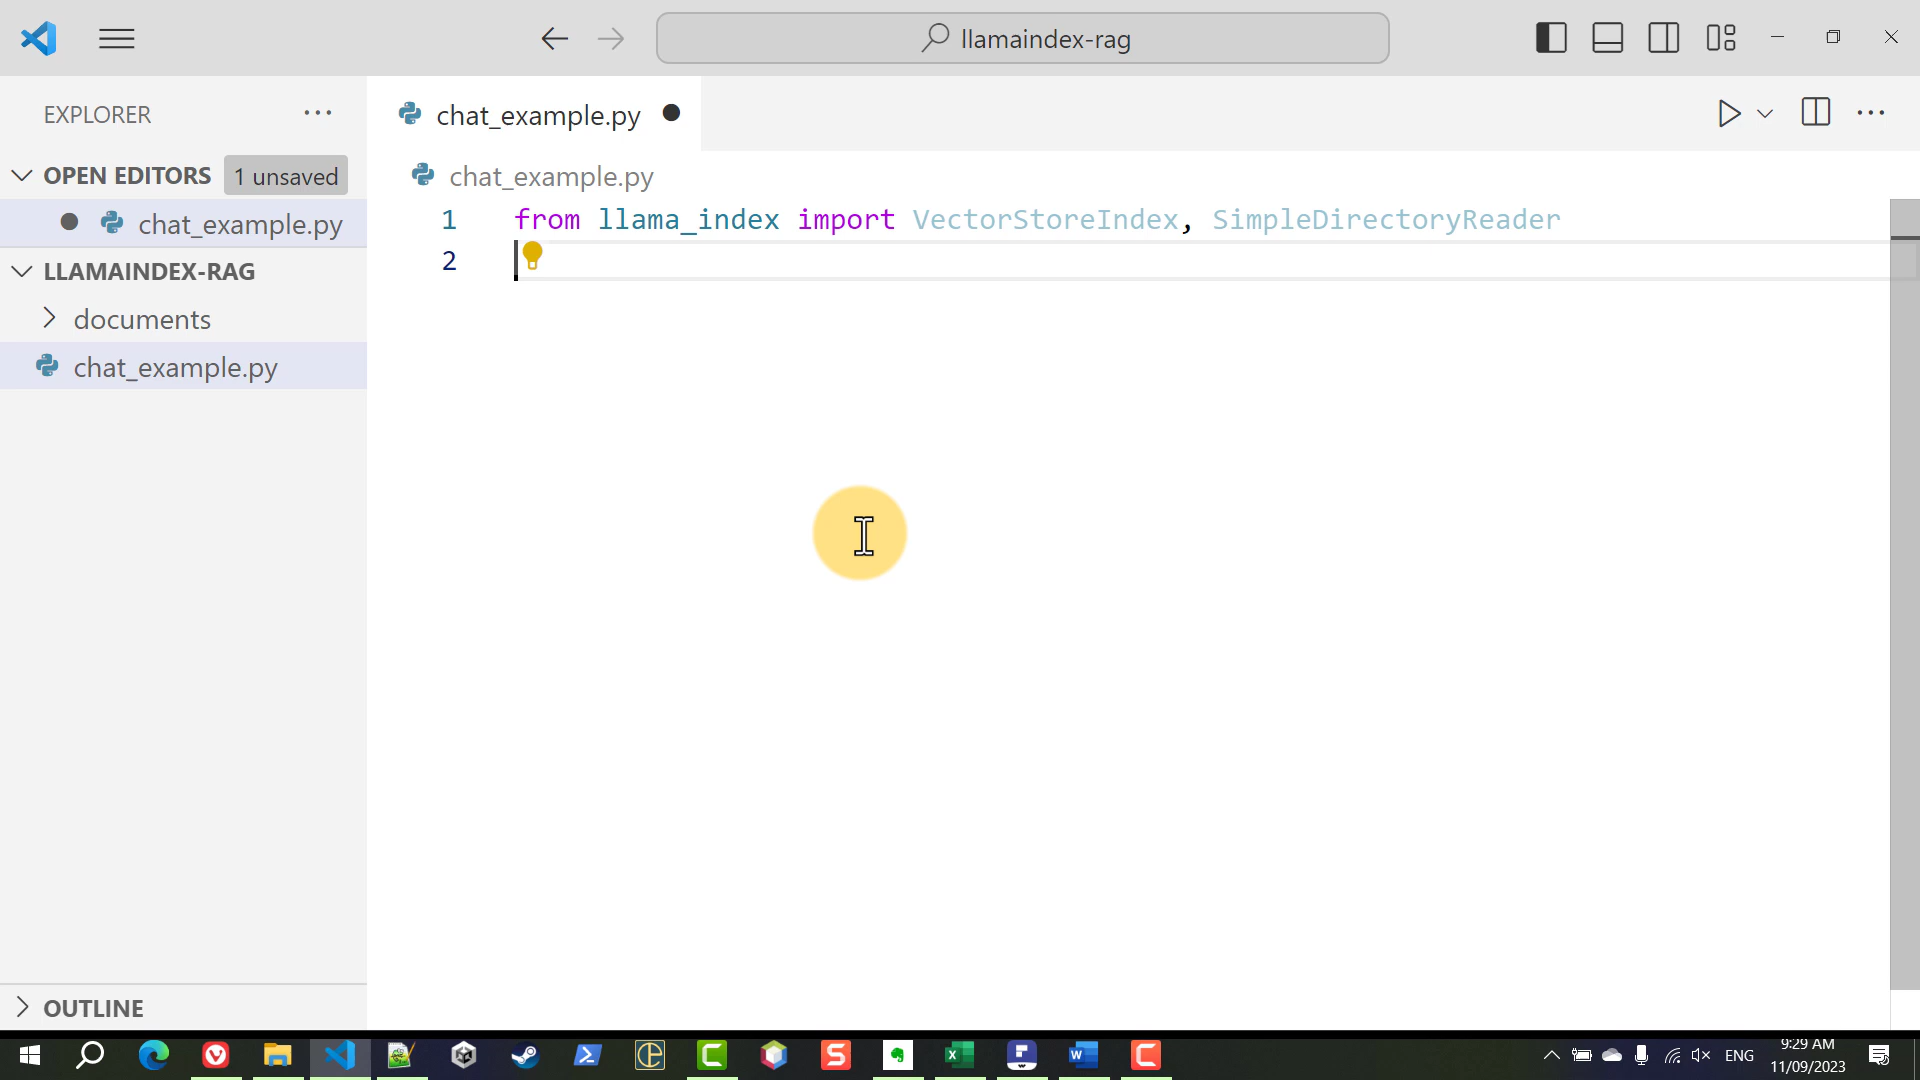 llamaindex-rag
EXPLORER
chat_example.py
OPEN EDITORS
1 unsaved
chat_example.py
chat_example.py
1 from llama_index import VectorStoreIndex, SimpleDirectoryReader
2
LLAMAINDEX-RAG
documents
chat_example.py
OUTLINE
ENG
9:29 AM
11/09/2023